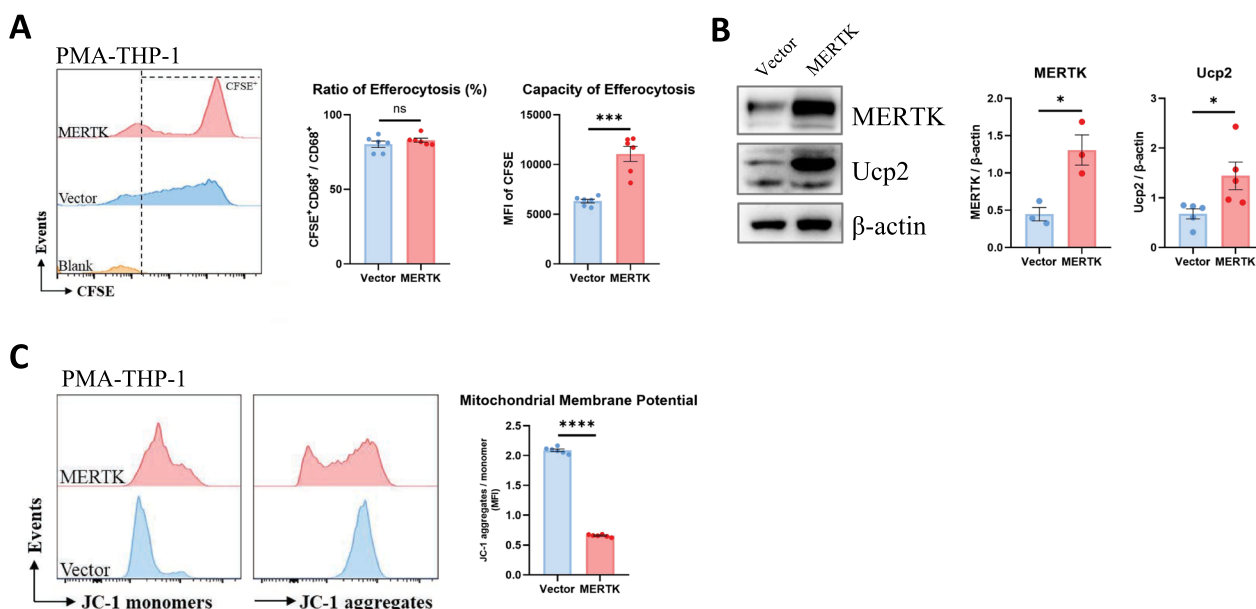 A
PMA-THP-1
CFSE⁺
MERTK
Vector
Blank
Events
CFSE
Ratio of Efferocytosis (%)
ns
CFSE⁺CD68⁺ / CD68⁺
100
50
0
Vector MERTK
Capacity of Efferocytosis
***
MFI of CFSE
15000
10000
5000
0
Vector MERTK
B
Vector
MERTK
MERTK
Ucp2
β-actin
MERTK
*
MERTK / β-actin
2.0
1.5
1.0
0.5
0.0
Vector MERTK
Ucp2
*
Ucp2 / β-actin
3
2
1
0
Vector MERTK
C
PMA-THP-1
MERTK
Vector
Events
JC-1 monomers
JC-1 aggregates
Mitochondrial Membrane Potential
****
JC-1 aggregates / monomer
(MFI)
2.5
2.0
1.5
1.0
0.5
0.0
Vector MERTK